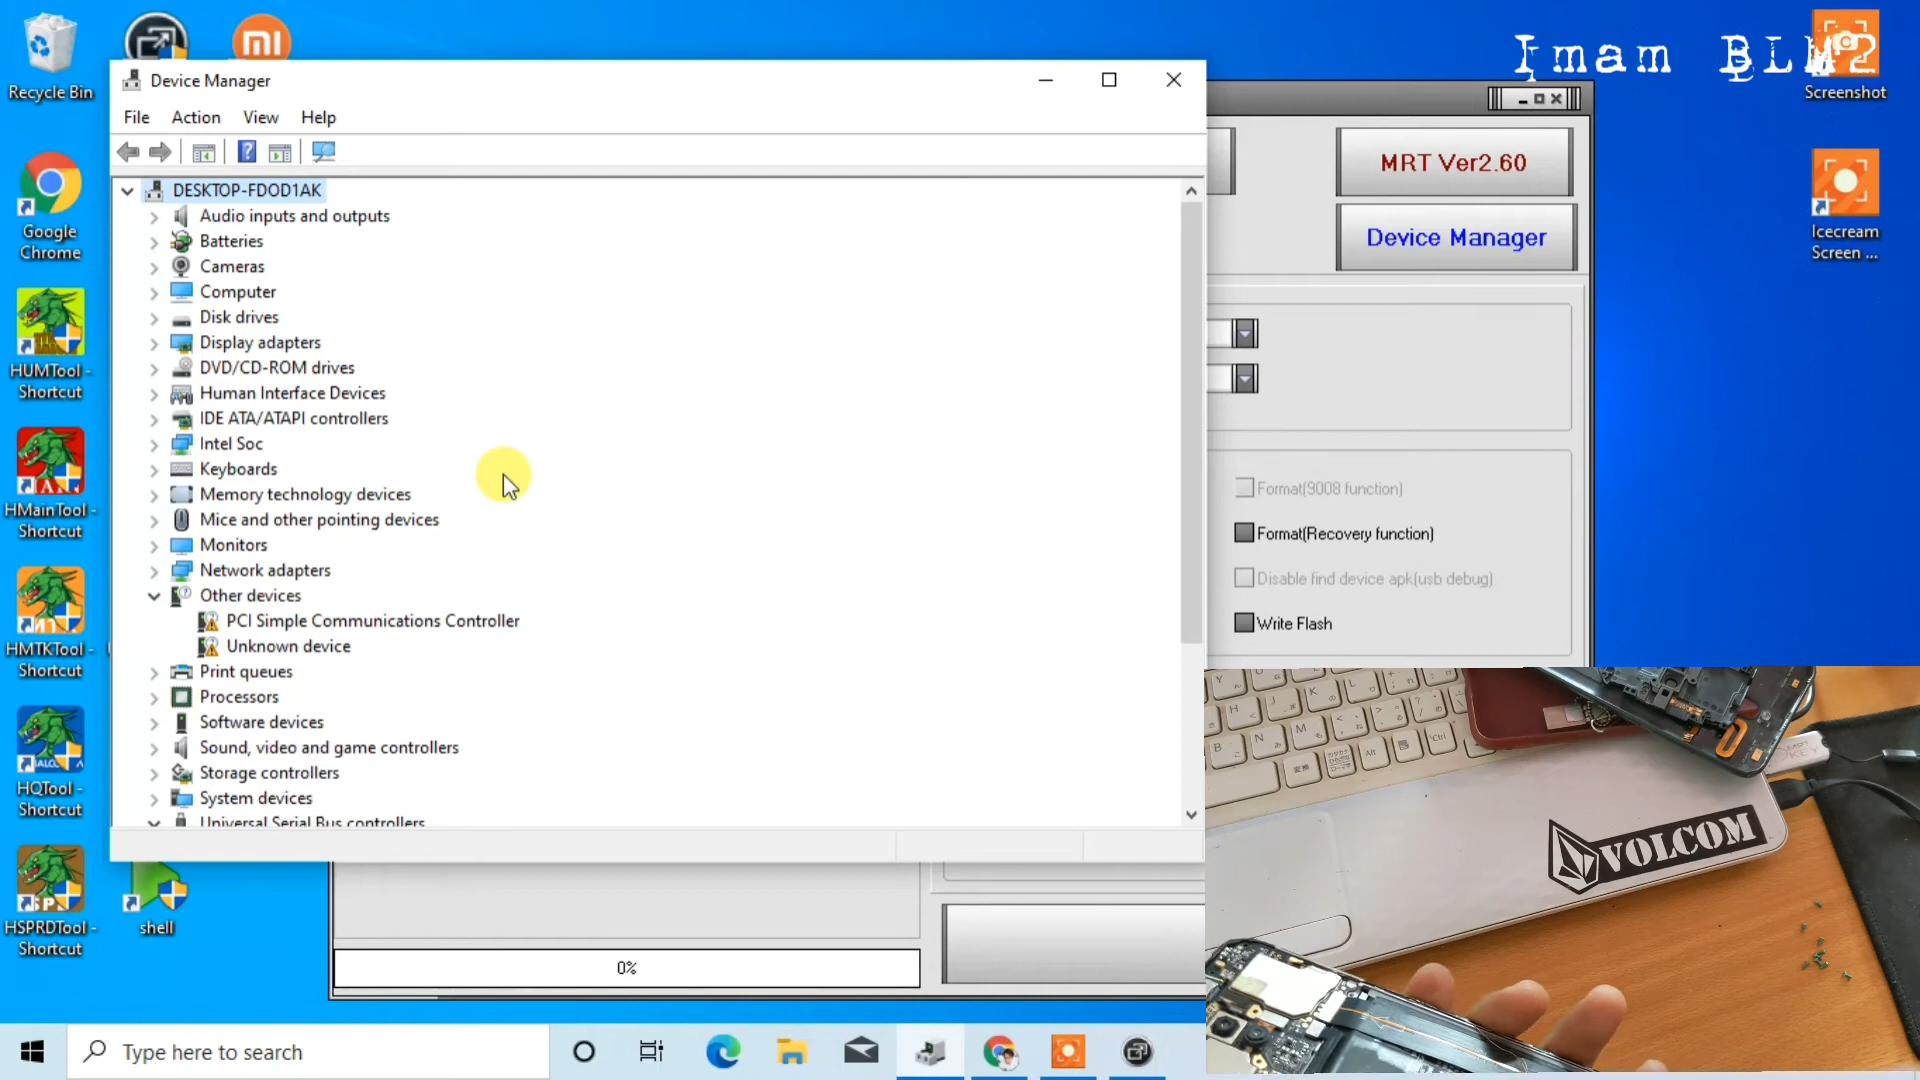 Imam BLM2
Recycle Bin
Screenshot
Google
Chrome
Icecream
Screen ...
HUMTool -
Shortcut
HMainTool -
Shortcut
HMTKTool -
Shortcut
HQTool -
Shortcut
HSPRDTool -
Shortcut
shell
Device Manager
File Action View Help
DESKTOP-FDOD1AK
Audio inputs and outputs
Batteries
Cameras
Computer
Disk drives
Display adapters
DVD/CD-ROM drives
Human Interface Devices
IDE ATA/ATAPI controllers
Intel Soc
Keyboards
Memory technology devices
Mice and other pointing devices
Monitors
Network adapters
Other devices
PCI Simple Communications Controller
Unknown device
Print queues
Processors
Software devices
Sound, video and game controllers
Storage controllers
System devices
Universal Serial Bus controllers
MRT Ver2.60
Device Manager
Format(9008 function)
Format(Recovery function)
Disable find device apk(usb debug)
Write Flash
0%
VOLCOM
Type here to search